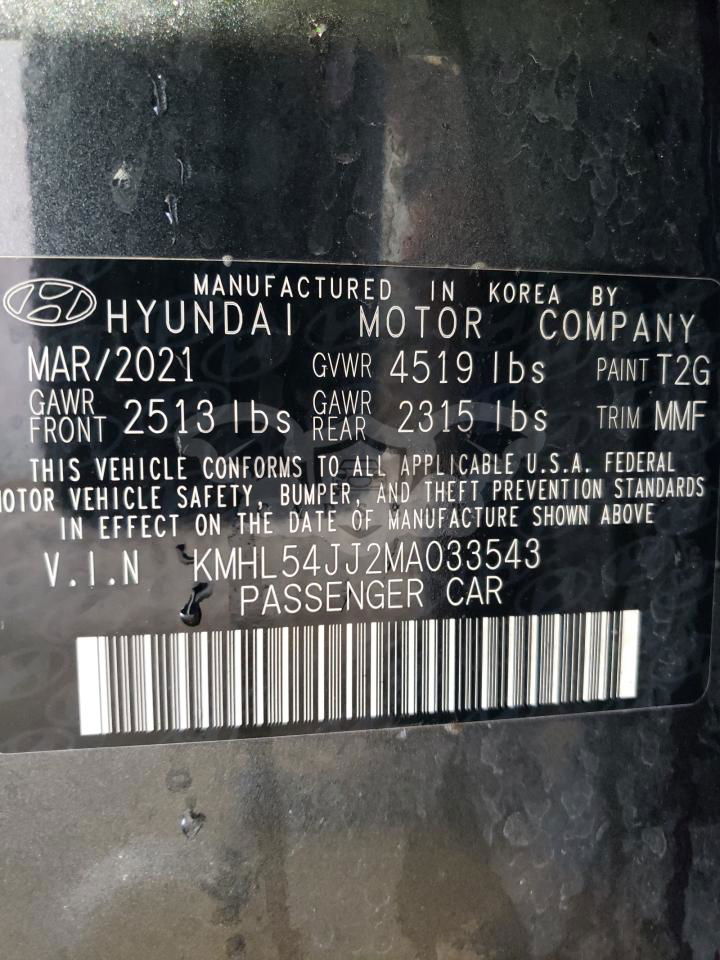 MANUFACTURED IN KOREA BY
HYUNDAI MOTOR COMPANY
MAR/2021 GVWR 4519 lbs PAINT T2G
GAWR FRONT 2513 lbs GAWR REAR 2315 lbs TRIM MMF
THIS VEHICLE CONFORMS TO ALL APPLICABLE U.S.A. FEDERAL
MOTOR VEHICLE SAFETY, BUMPER, AND THEFT PREVENTION STANDARDS
IN EFFECT ON THE DATE OF MANUFACTURE SHOWN ABOVE
V.I.N KMHL54JJ2MA033543
PASSENGER CAR